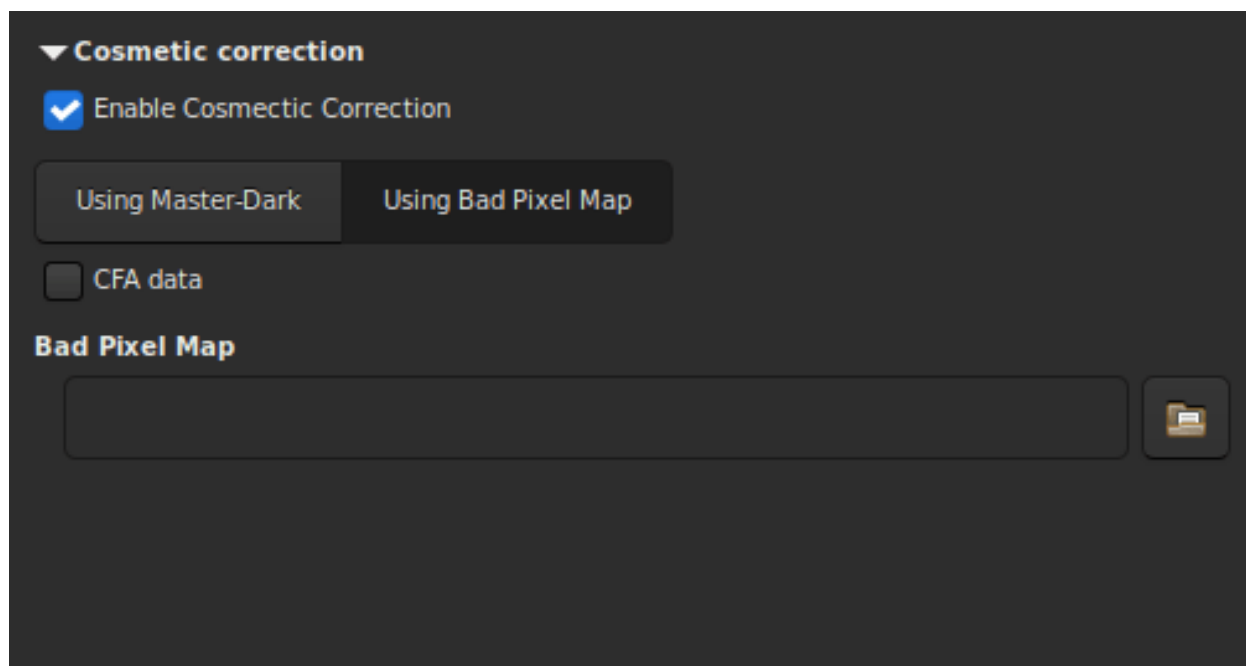 Cosmetic correction
Enable Cosmectic Correction
Using Master-Dark Using Bad Pixel Map
CFA data
Bad Pixel Map